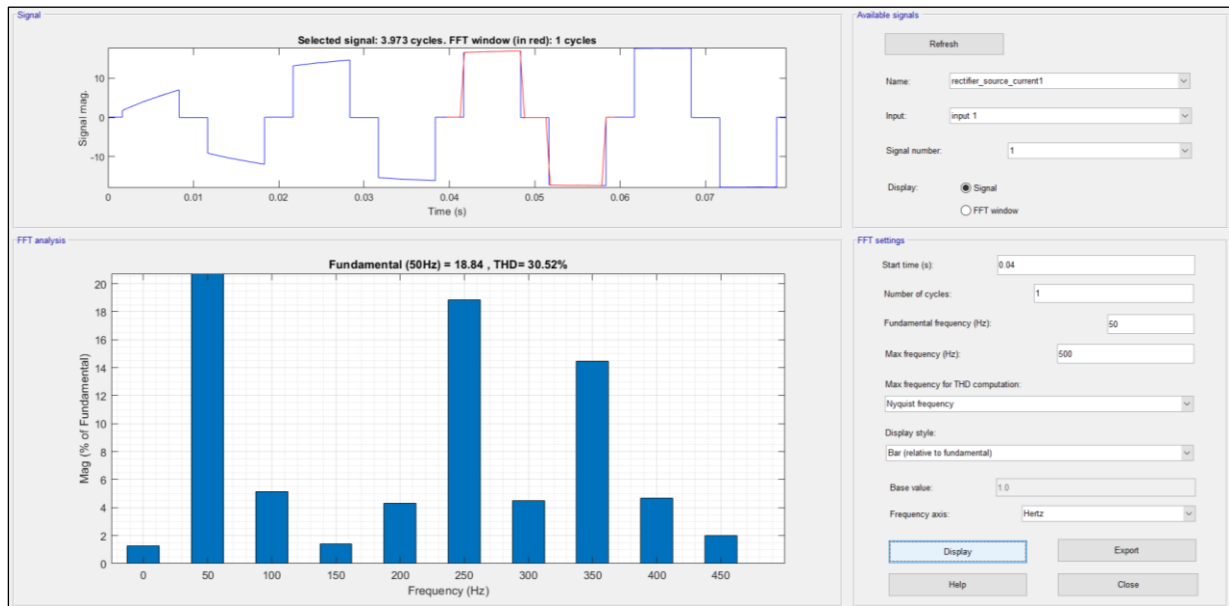 Signal
Selected signal: 3.973 cycles. FFT window (in red): 1 cycles
10
0
-10
Signal mag.
0 0.01 0.02 0.03 0.04 0.05 0.06 0.07
Time (s)
FFT analysis
Fundamental (50Hz) = 18.84 , THD= 30.52%
20
18
16
14
12
10
8
6
4
2
0
Mag (% of Fundamental)
0 50 100 150 200 250 300 350 400 450
Frequency (Hz)
Available signals
Refresh
Name: rectifier_source_current1
Input: input 1
Signal number: 1
Display: Signal
FFT window
FFT settings
Start time (s): 0.04
Number of cycles: 1
Fundamental frequency (Hz): 50
Max frequency (Hz): 500
Max frequency for THD computation:
Nyquist frequency
Display style:
Bar (relative to fundamental)
Base value: 1.0
Frequency axis: Hertz
Display Export
Help Close